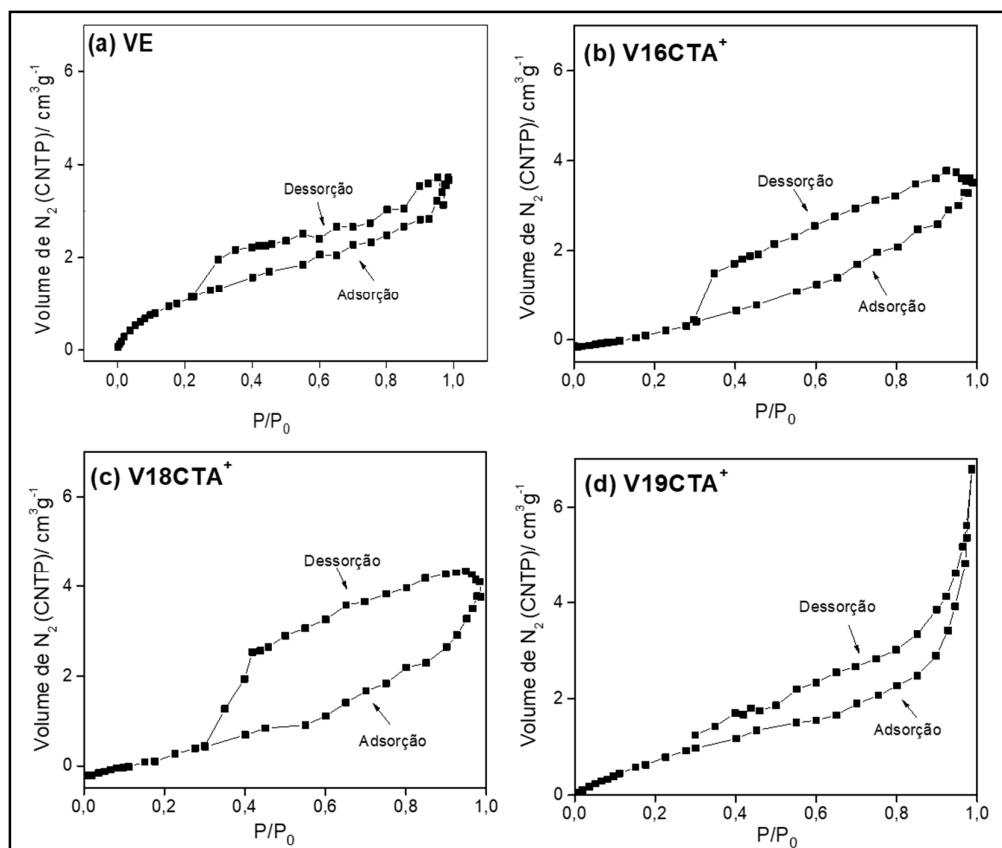 (a) VE
Volume de N₂ (CNTP)/ cm³g⁻¹
6
4
2
0
Dessorção
Adsorção
0,0 0,2 0,4 0,6 0,8 1,0
P/P₀
(b) V16CTA⁺
Volume de N₂ (CNTP)/ cm³g⁻¹
6
4
2
0
Dessorção
Adsorção
0,0 0,2 0,4 0,6 0,8 1,0
P/P₀
(c) V18CTA⁺
Volume de N₂ (CNTP)/ cm³g⁻¹
6
4
2
0
Dessorção
Adsorção
0,0 0,2 0,4 0,6 0,8 1,0
P/P₀
(d) V19CTA⁺
Volume de N₂ (CNTP)/ cm³g⁻¹
6
4
2
0
Dessorção
Adsorção
0,0 0,2 0,4 0,6 0,8 1,0
P/P₀